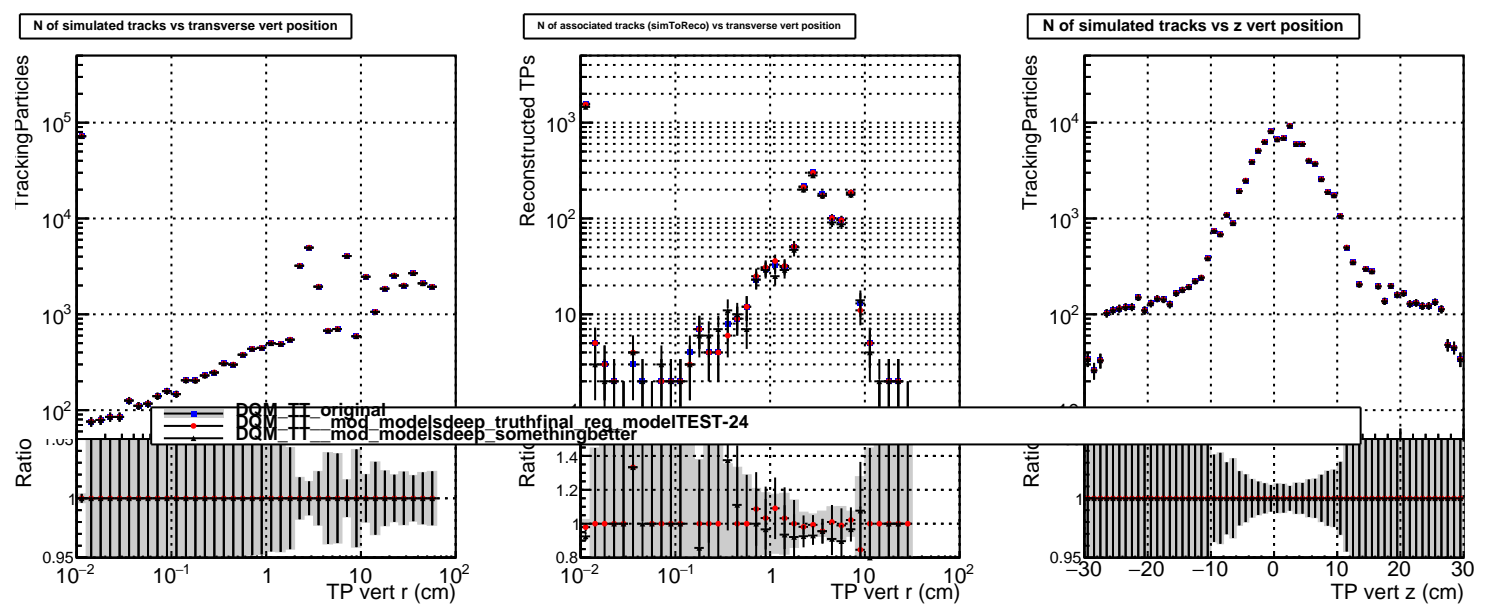 N of simulated tracks vs transverse vert position
TrackingParticles
10^5
10^4
10^3
10^2
Ratio
1
0.95
10^−2 10^−1 1 10 10^2
TP vert r (cm)
N of associated tracks (simToReco) vs transverse vert position
Reconstructed TPs
10^3
10^2
10
1
Ratio
1.4
1.2
1
0.8
10^−2 10^−1 1 10 10^2
TP vert r (cm)
N of simulated tracks vs z vert position
TrackingParticles
10^4
10^3
10^2
Ratio
1
0.95
−30 −20 −10 0 10 20 30
TP vert z (cm)
DQM_TT_original
DQM_TT__mod_modelsdeep_truthfinal_reg_modelTEST-24
DQM_TT__mod_modelsdeep_somethingbetter